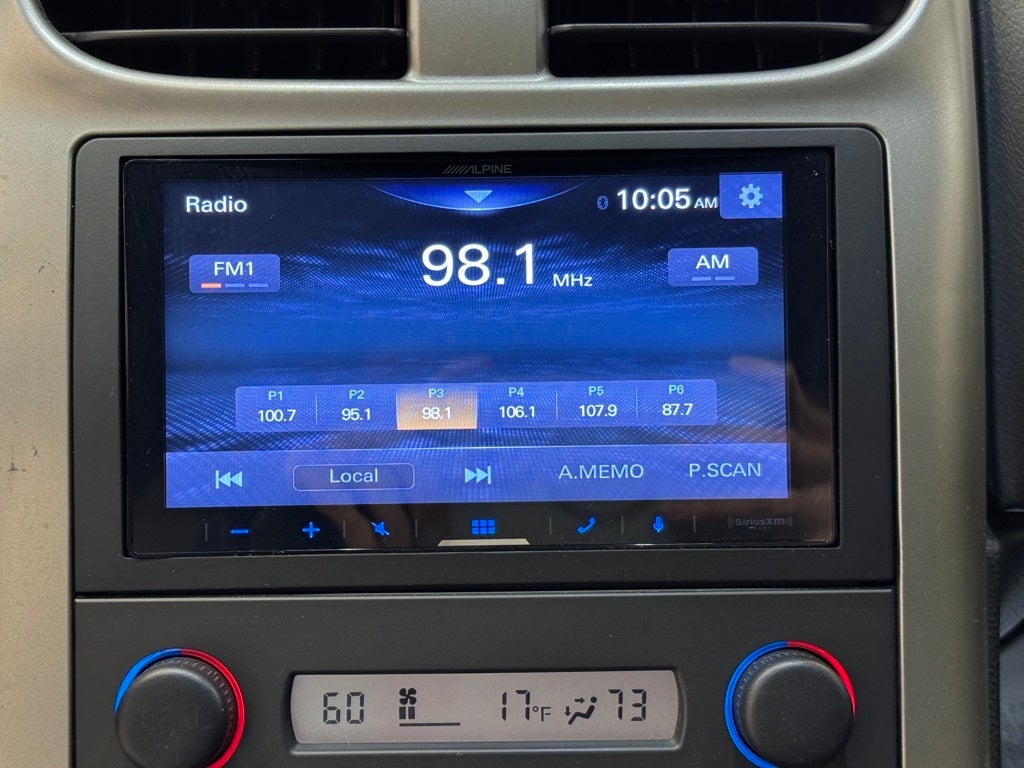 ALPINE
Radio 10:05 AM
FM1 98.1 MHz AM
P1 P2 P3 P4 P5 P6
100.7 95.1 98.1 106.1 107.9 87.7
Local A.MEMO P.SCAN
SiriusXM
60 17°F 73